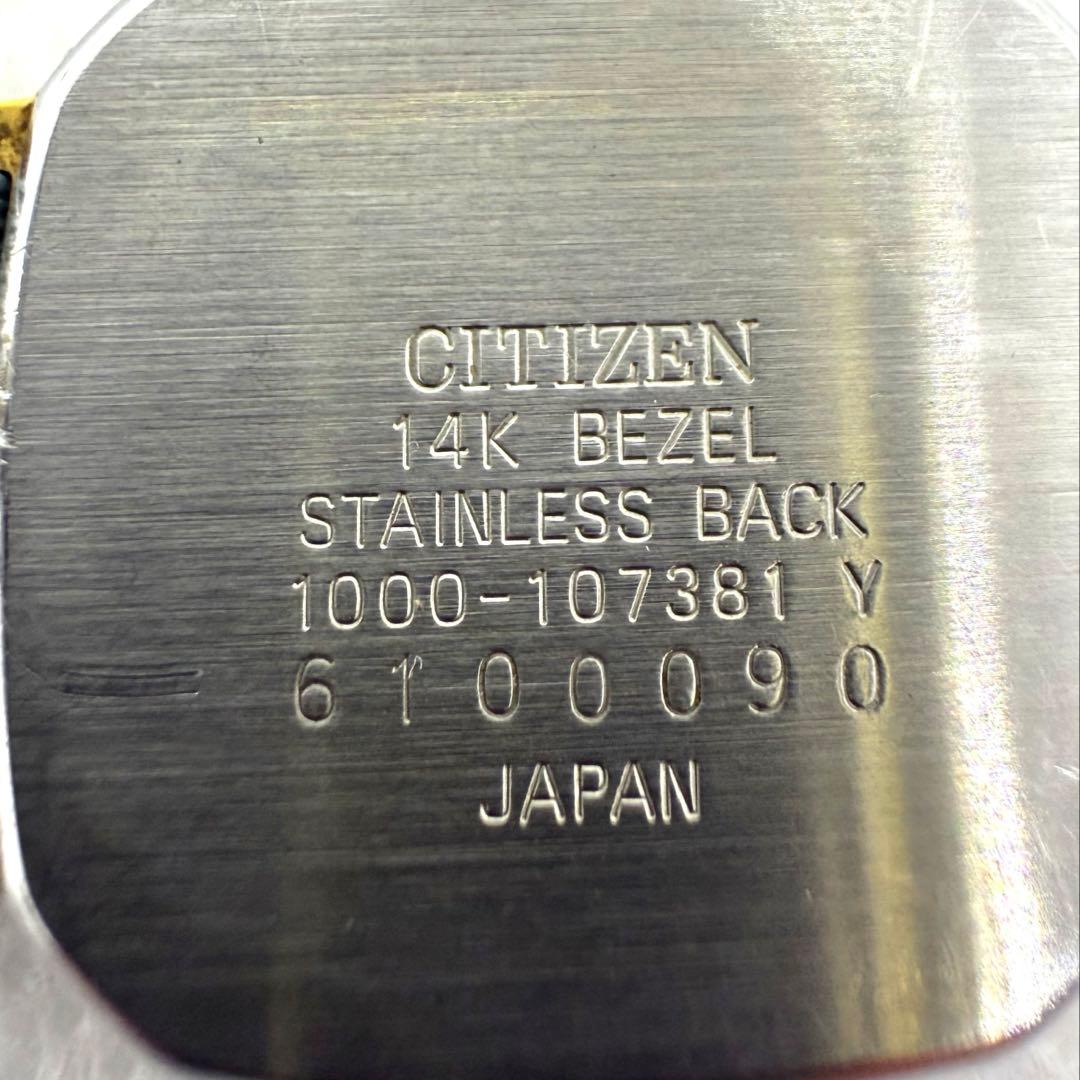 CITIZEN
14K BEZEL
STAINLESS BACK
1000-107381 Y
6100090
JAPAN